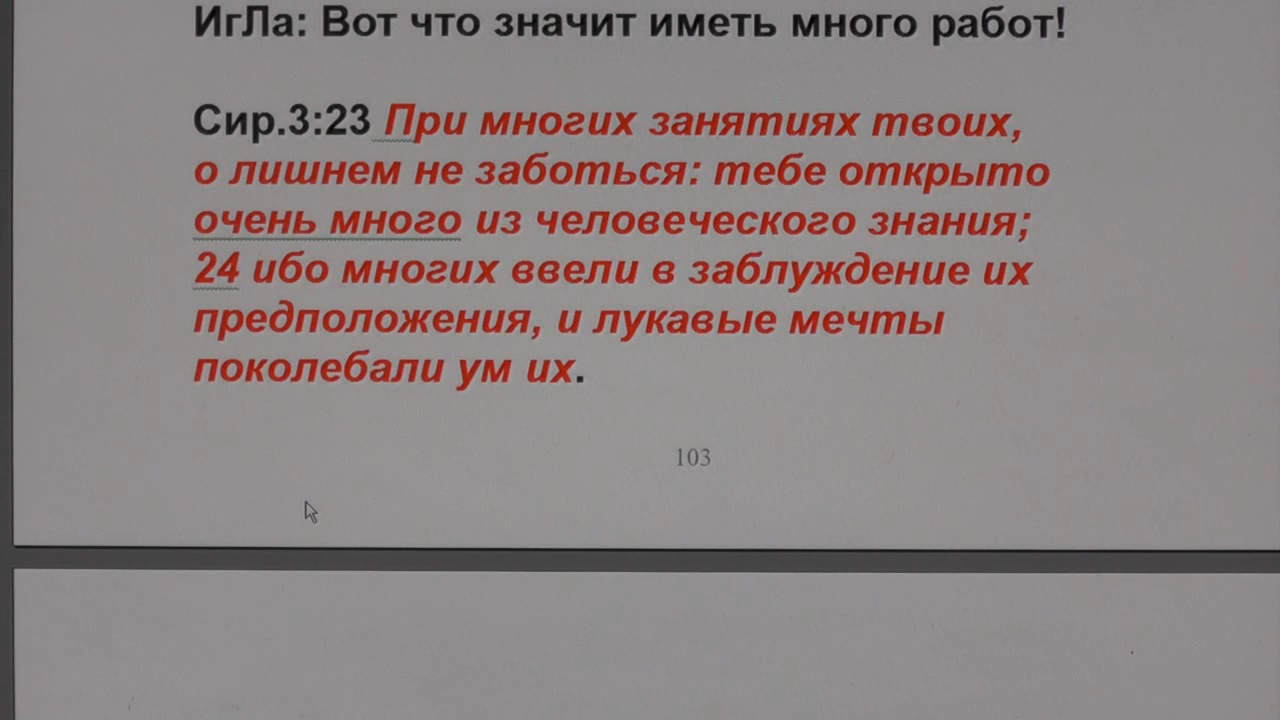 ИгЛа: Вот что значит иметь много работ!
Сир.3:23 При многих занятиях твоих,
о лишнем не заботься: тебе открыто
очень много из человеческого знания;
24 ибо многих ввели в заблуждение их
предположения, и лукавые мечты
поколебали ум их.
103